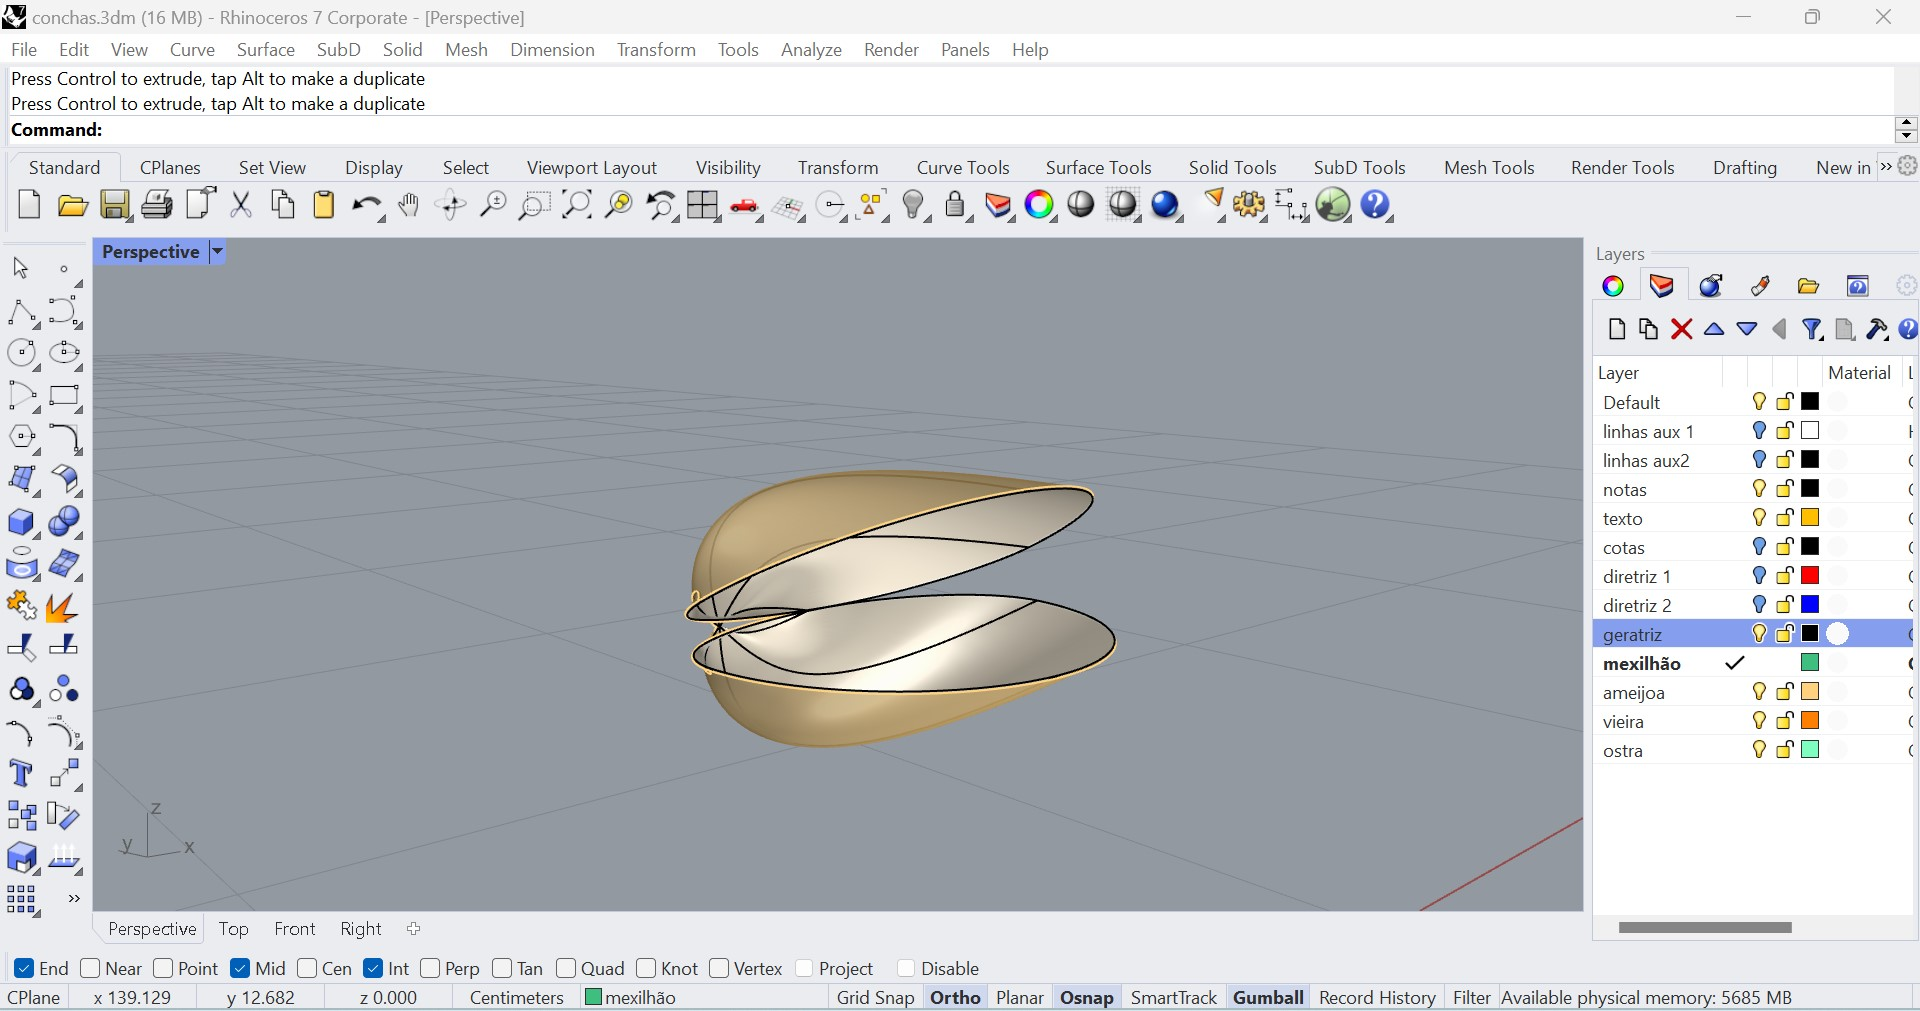 conchas.3dm (16 MB) - Rhinoceros 7 Corporate - [Perspective]
File Edit View Curve Surface SubD Solid Mesh Dimension Transform Tools Analyze Render Panels Help
Press Control to extrude, tap Alt to make a duplicate
Press Control to extrude, tap Alt to make a duplicate
Command:
Standard CPlanes Set View Display Select Viewport Layout Visibility Transform Curve Tools Surface Tools Solid Tools SubD Tools Mesh Tools Render Tools Drafting New in »
Perspective
Layers
Layer Material
Default
linhas aux 1
linhas aux2
notas
texto
cotas
diretriz 1
diretriz 2
geratriz
mexilhão
ameijoa
vieira
ostra
z
y x
Perspective Top Front Right
End Near Point Mid Cen Int Perp Tan Quad Knot Vertex Project Disable
CPlane x 139.129 y 12.682 z 0.000 Centimeters mexilhão Grid Snap Ortho Planar Osnap SmartTrack Gumball Record History Filter Available physical memory: 5685 MB